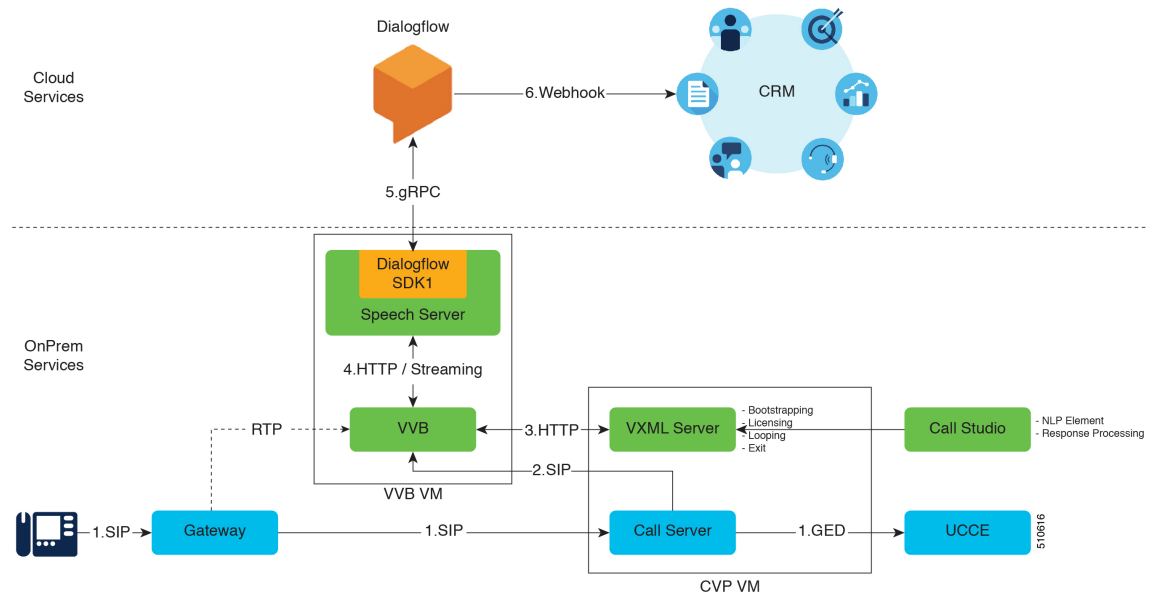 Dialogflow
Cloud
Services
6.Webhook
CRM
5.gRPC
Dialogflow
SDK1
Speech Server
OnPrem
Services
4.HTTP / Streaming
RTP
VVB
3.HTTP
VXML Server
- Bootstrapping
- Licensing
- Looping
- Exit
Call Studio
- NLP Element
- Response Processing
2.SIP
VVB VM
1.SIP
Gateway
1.SIP
Call Server
1.GED
UCCE
510616
CVP VM